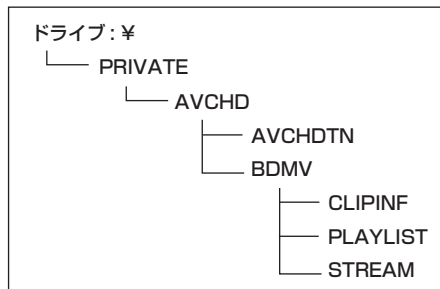 ドライブ:¥
PRIVATE
AVCHD
AVCHDTN
BDMV
CLIPINF
PLAYLIST
STREAM